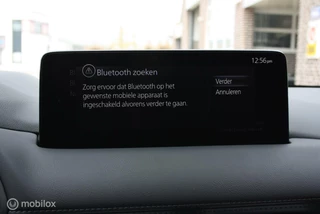 12:56pm
Bluetooth zoeken
Zorg ervoor dat Bluetooth op het
gewenste mobiele apparaat is
ingeschakeld alvorens verder te gaan.
Verder
Annuleren
mobilox